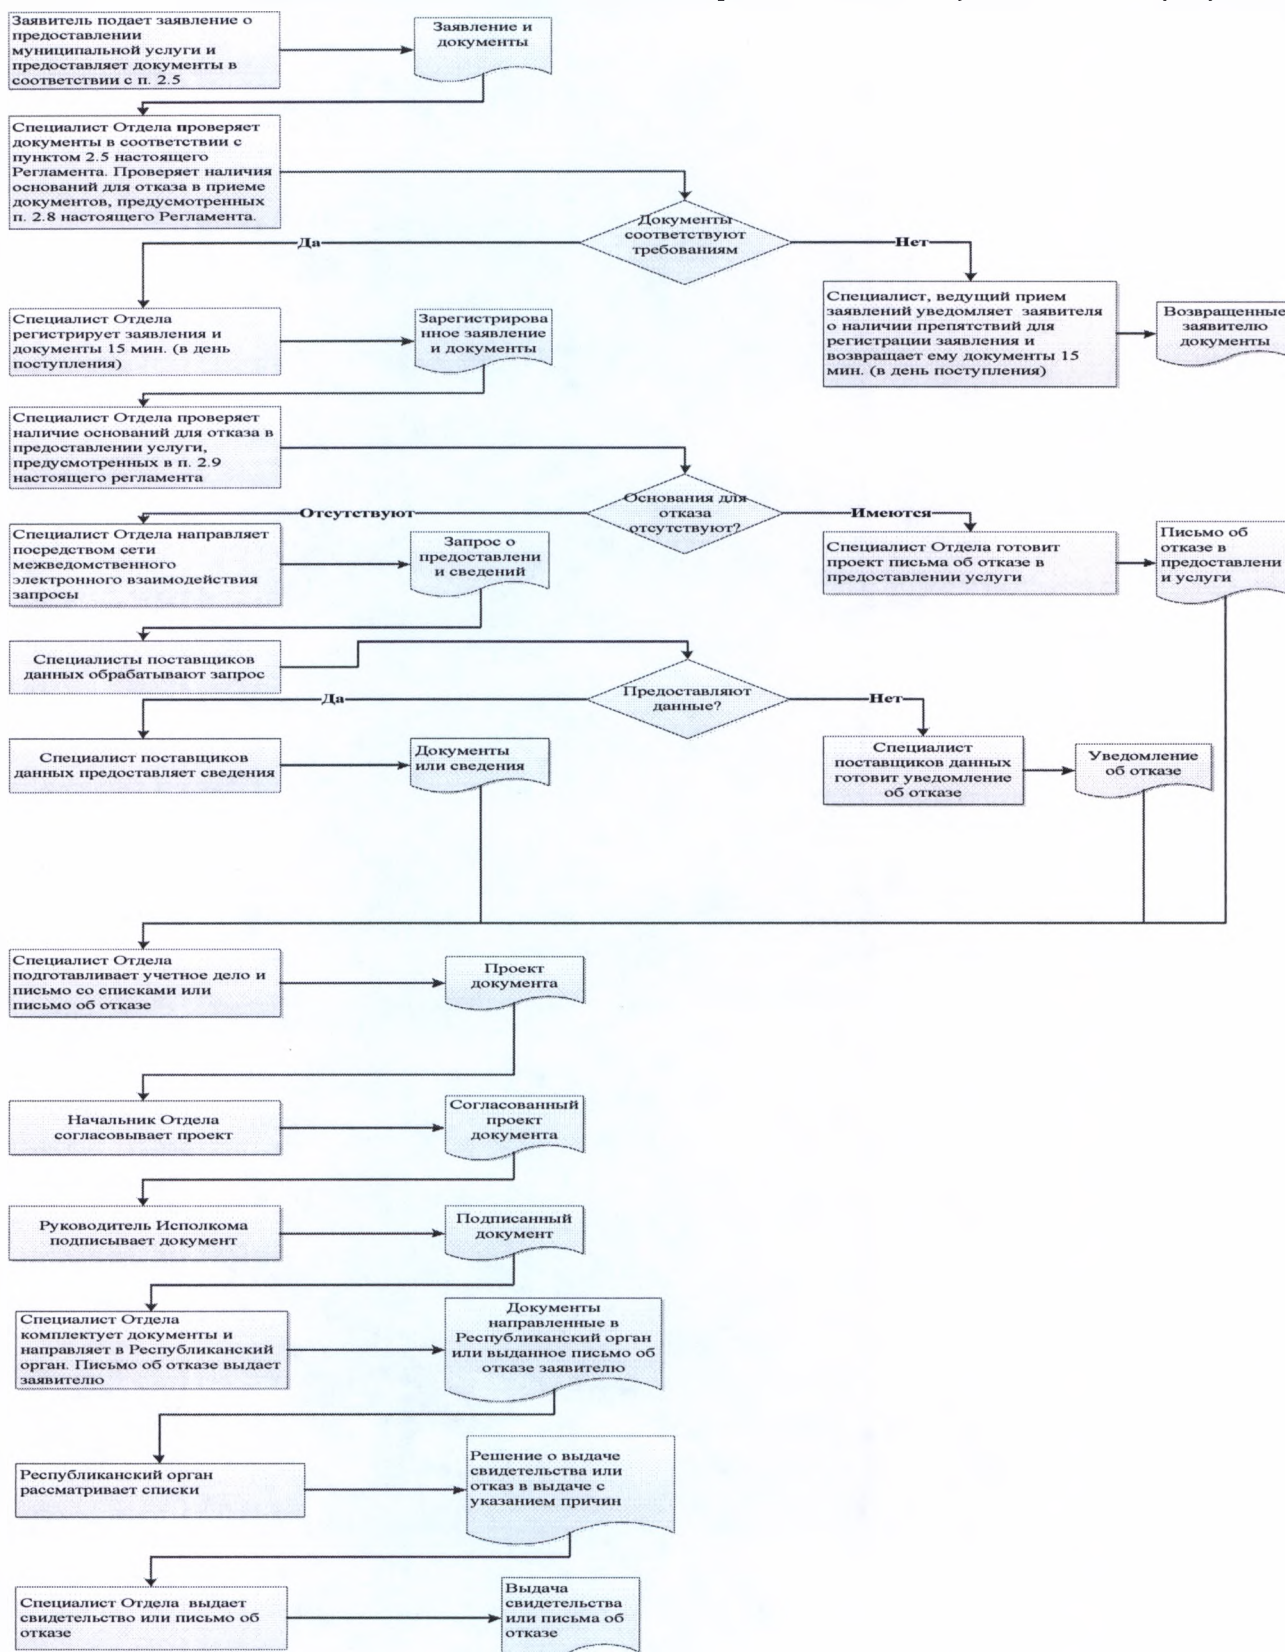 Заявитель подает заявление о
предоставлении
муниципальной услуги и
предоставляет документы в
соответствии с п. 2.5
Заявление и
документы
Специалист Отдела проверяет
документы в соответствии с
пунктом 2.5 настоящего
Регламента. Проверяет наличия
оснований для отказа в приеме
документов, предусмотренных
п. 2.8 настоящего Регламента.
Документы
соответствуют
требованиям
Да
Нет
Специалист Отдела
регистрирует заявления и
документы 15 мин. (в день
поступления)
Зарегистрирова
нное заявление
и документы
Специалист, ведущий прием
заявлений уведомляет заявителя
о наличии препятствий для
регистрации заявления и
возвращает ему документы 15
мин. (в день поступления)
Возвращенные
заявителю
документы
Специалист Отдела проверяет
наличие оснований для отказа в
предоставлении услуги,
предусмотренных в п. 2.9
настоящего регламента
Основания для
отказа
отсутствуют?
Отсутствуют
Имеются
Специалист Отдела направляет
посредством сети
межведомственного
электронного взаимодействия
запросы
Запрос о
предоставлени
и сведений
Специалист Отдела готовит
проект письма об отказе в
предоставлении услуги
Письмо об
отказе в
предоставлени
и услуги
Специалисты поставщиков
данных обрабатывают запрос
Предоставляют
данные?
Да
Нет
Специалист поставщиков
данных предоставляет сведения
Документы
или сведения
Специалист
поставщиков данных
готовит уведомление
об отказе
Уведомление
об отказе
Специалист Отдела
подготавливает учетное дело и
письмо со списками или
письмо об отказе
Проект
документа
Начальник Отдела
согласовывает проект
Согласованный
проект
документа
Руководитель Исполкома
подписывает документ
Подписанный
документ
Специалист Отдела
комплектует документы и
направляет в Республиканский
орган. Письмо об отказе выдает
заявителю
Документы
направленные в
Республиканский орган
или выданное письмо об
отказе заявителю
Республиканский орган
рассматривает списки
Решение о выдаче
свидетельства или
отказ в выдаче с
указанием причин
Специалист Отдела выдает
свидетельство или письмо об
отказе
Выдача
свидетельства
или письма об
отказе